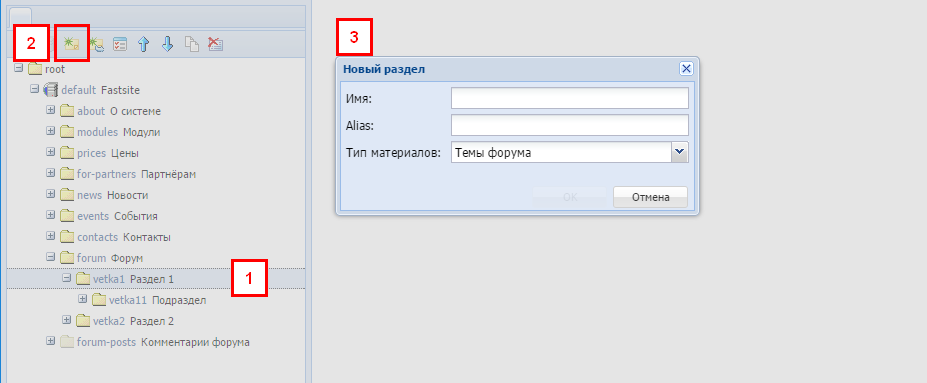 2
3
root
default Fastsite
about О системе
modules Модули
prices Цены
for-partners Партнёрам
news Новости
events События
contacts Контакты
forum Форум
vetka1 Раздел 1
1
vetka11 Подраздел
vetka2 Раздел 2
forum-posts Комментарии форума
Новый раздел
Имя:
Alias:
Тип материалов: Темы форума
ОК Отмена